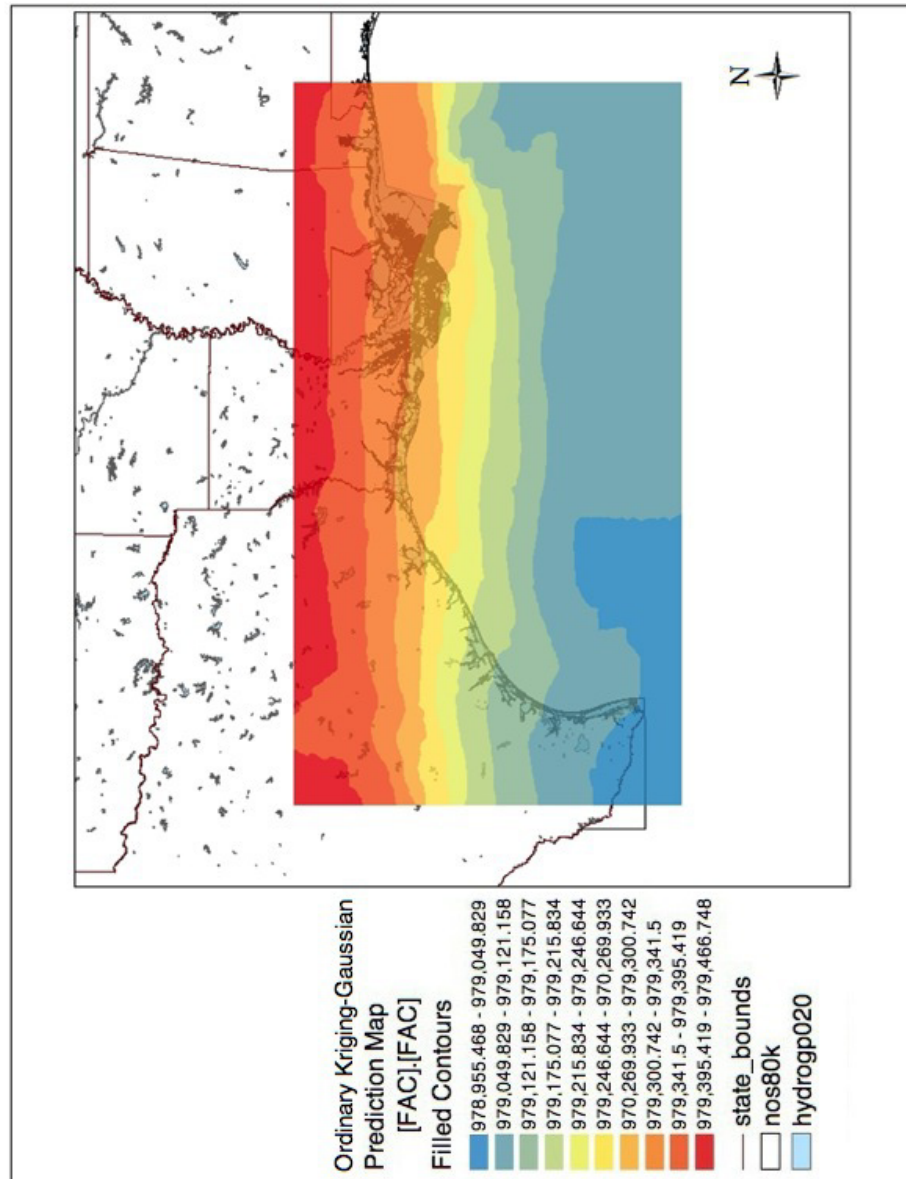 N
Ordinary Kriging-Gaussian
Prediction Map
[FAC].[FAC]
Filled Contours
978,955.468 - 979,049.829
979,049.829 - 979,121.158
979,121.158 - 979,175.077
979,175.077 - 979,215.834
979,215.834 - 979,246.644
979,246.644 - 970,269.933
970,269.933 - 979,300.742
979,300.742 - 979,341.5
979,341.5 - 979,395.419
979,395.419 - 979,466.748
state_bounds
nos80k
hydrogp020